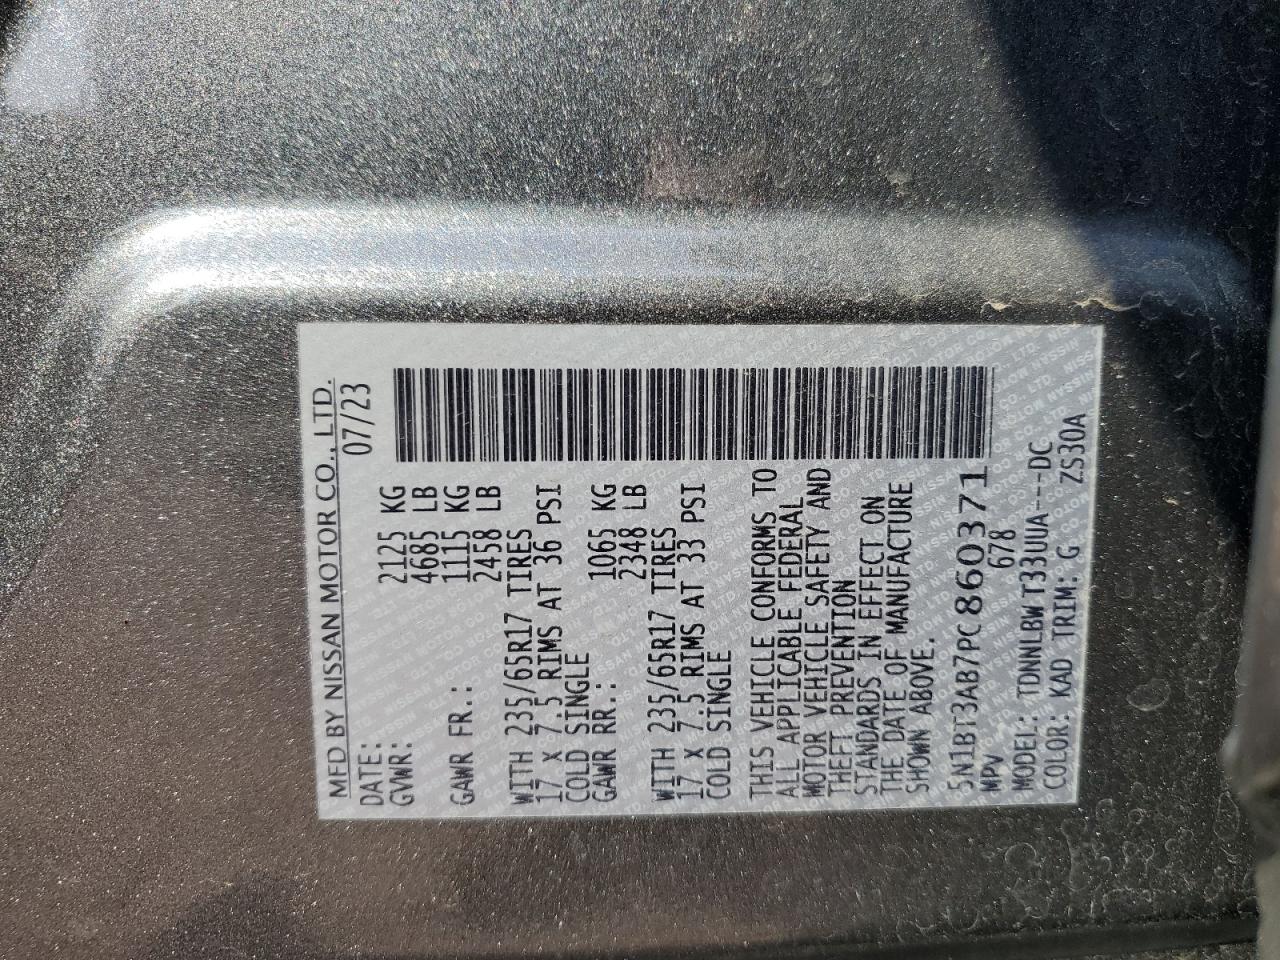 MFD BY NISSAN MOTOR CO., LTD.
DATE: 07/23
GVWR: 2125 KG
4685 LB
GAWR FR.: 1115 KG
2458 LB
WITH 235/65R17 TIRES
17 X 7.5 RIMS AT 36 PSI
COLD SINGLE
GAWR RR.: 1065 KG
2348 LB
WITH 235/65R17 TIRES
17 X 7.5 RIMS AT 33 PSI
COLD SINGLE
THIS VEHICLE CONFORMS TO
ALL APPLICABLE FEDERAL
MOTOR VEHICLE SAFETY AND
THEFT PREVENTION
STANDARDS IN EFFECT ON
THE DATE OF MANUFACTURE
SHOWN ABOVE.
5N1BT3AB7PC860371
MPV 678
MODEL: TDNNLBW T33UUA----DC
COLOR: KAD TRIM: G ZS30A